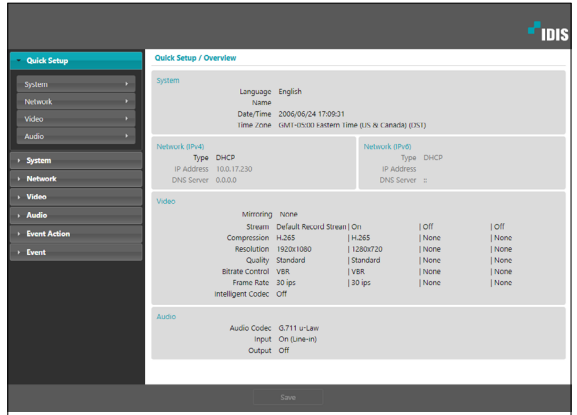 IDIS
Quick Setup
System
Network
Video
Audio
System
Network
Video
Audio
Event Action
Event
Quick Setup / Overview
System
Language English
Name
Date/Time 2006/06/24 17:09:31
Time Zone GMT-05:00 Eastern Time (US & Canada) (DST)
Network (IPv4)
Type DHCP
IP Address 10.0.17.230
DNS Server 0.0.0.0
Network (IPv6)
Type DHCP
IP Address
DNS Server ::
Video
Mirroring None
Stream Default Record Stream | On | Off | Off
Compression H.265 | H.265 | None | None
Resolution 1920x1080 | 1280x720 | None | None
Quality Standard | Standard | None | None
Bitrate Control VBR | VBR | None | None
Frame Rate 30 ips | 30 ips | None | None
Intelligent Codec Off
Audio
Audio Codec G.711 u-Law
Input On (Line-in)
Output Off
Save